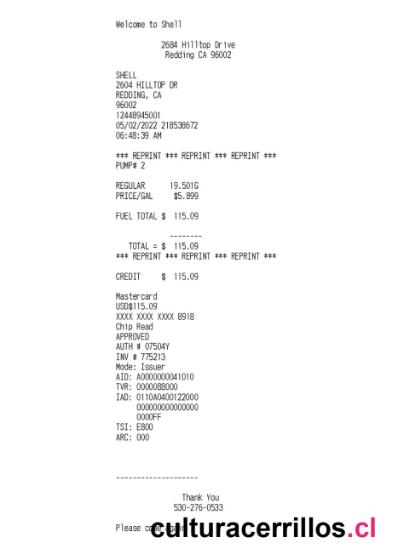 Welcome to Shell
2684 Hilltop Drive
Redding CA 96002
SHELL
2604 HILLTOP DR
REDDING, CA
96002
12448945001
05/02/2022 218538672
06:48:39 AM
*** REPRINT *** REPRINT *** REPRINT ***
PUMP# 2
REGULAR 19.501G
PRICE/GAL $5.899
FUEL TOTAL $ 115.09
--------
TOTAL = $ 115.09
*** REPRINT *** REPRINT *** REPRINT ***
CREDIT $ 115.09
Mastercard
USD$115.09
XXXX XXXX XXXX 8918
Chip Read
APPROVED
AUTH # 07504Y
INV # 775213
Mode: Issuer
AID: A0000000041010
TVR: 0000088000
IAD: 0110A0400122000
000000000000000
0000FF
TSI: E800
ARC: 000
--------------------
Thank You
530-276-0533
Please come again
culturacerrillos.cl